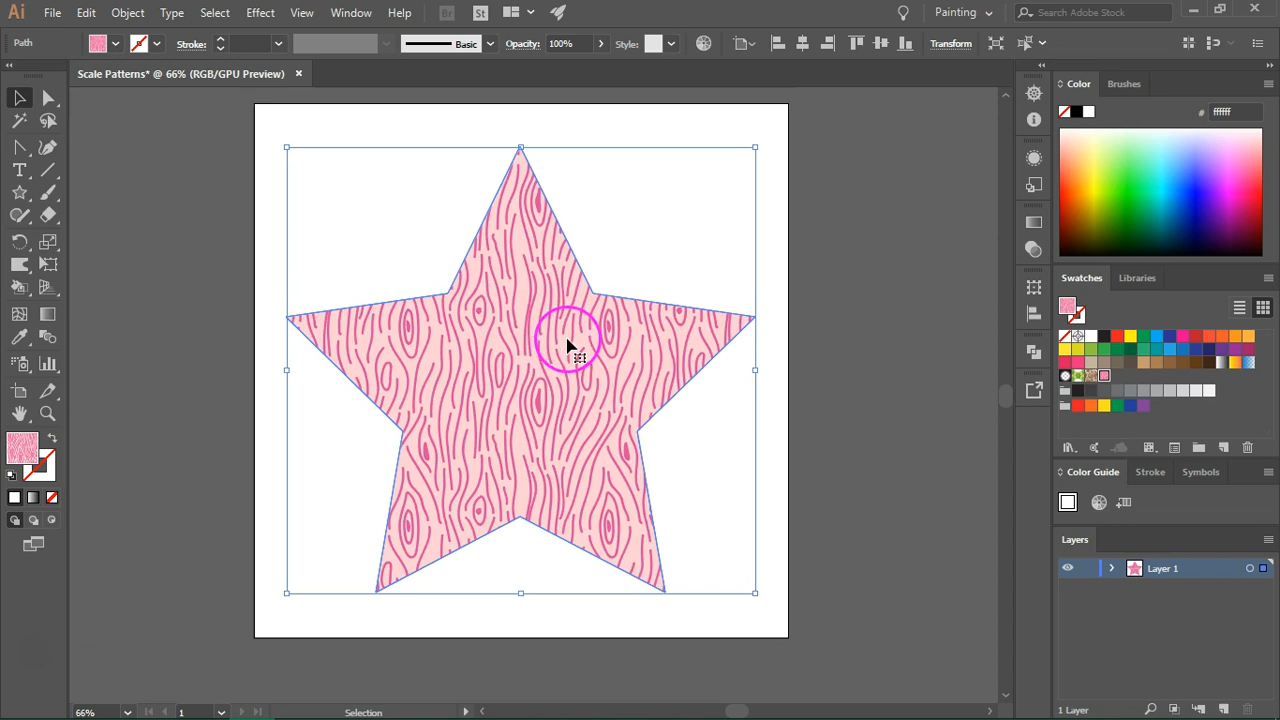 Ai File Edit Object Type Select Effect View Window Help Br St Painting Search Adobe Stock
Path Stroke: Basic Opacity: 100% Style: Transform
Scale Patterns* @ 66% (RGB/GPU Preview) ×
Color Brushes
# ffffff
Swatches Libraries
Color Guide Stroke Symbols
Layers
Layer 1
1 Layer
66% 1 Selection